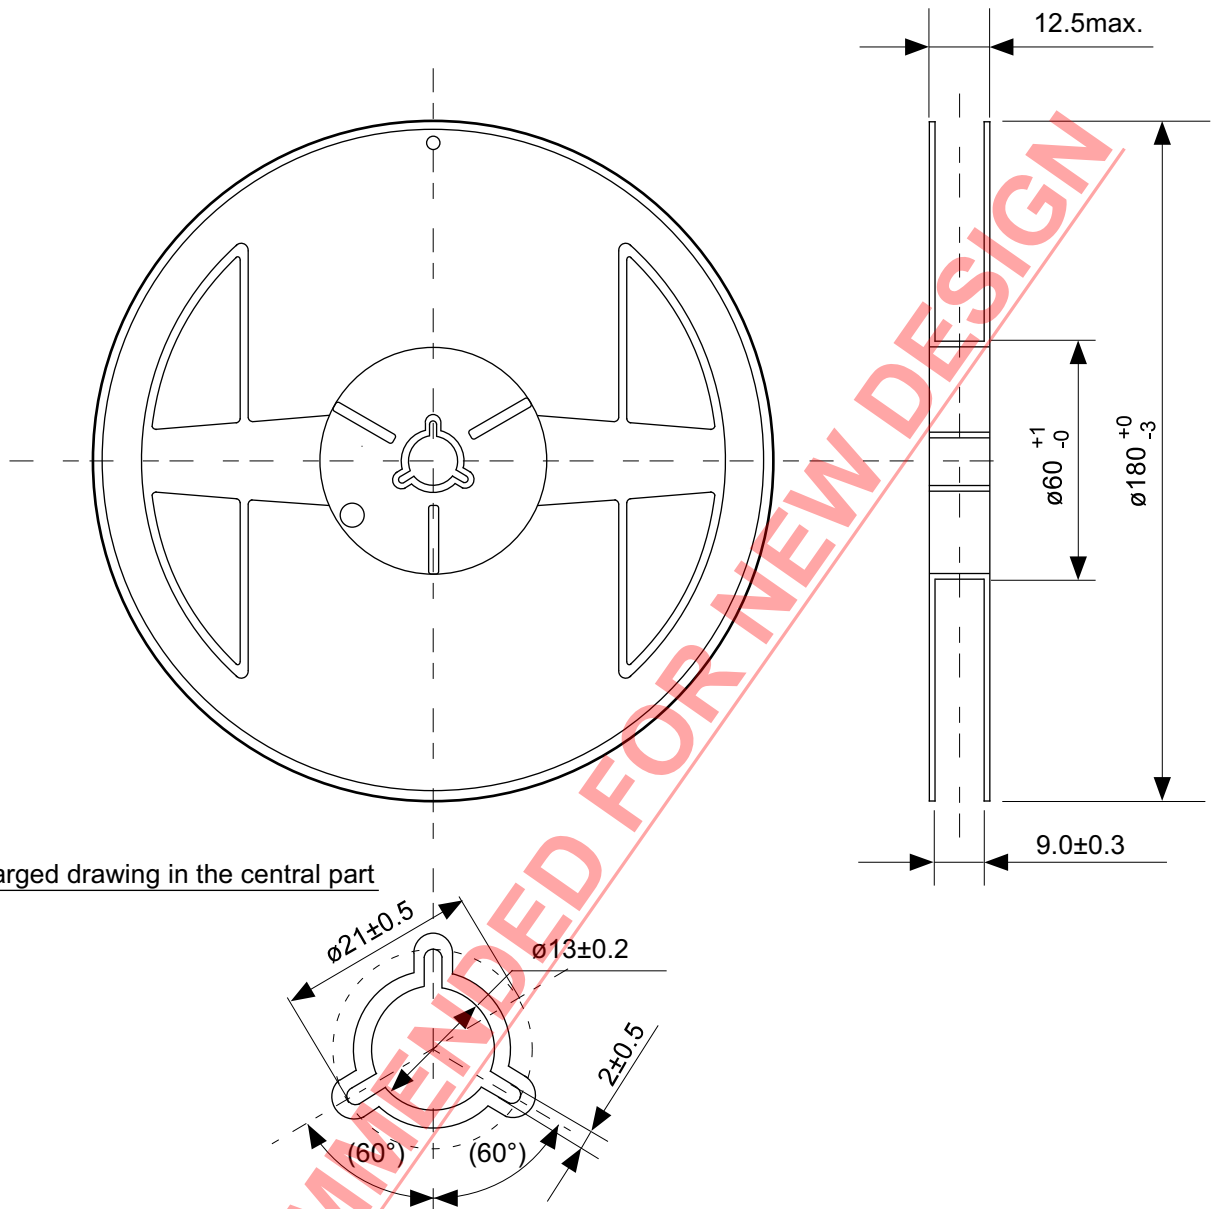 12.5max.
ø60 +1 -0
ø180 +0 -3
9.0±0.3
arged drawing in the central part
ø21±0.5
ø13±0.2
2±0.5
(60°) (60°)
MMENDED FOR NEW DESIGN